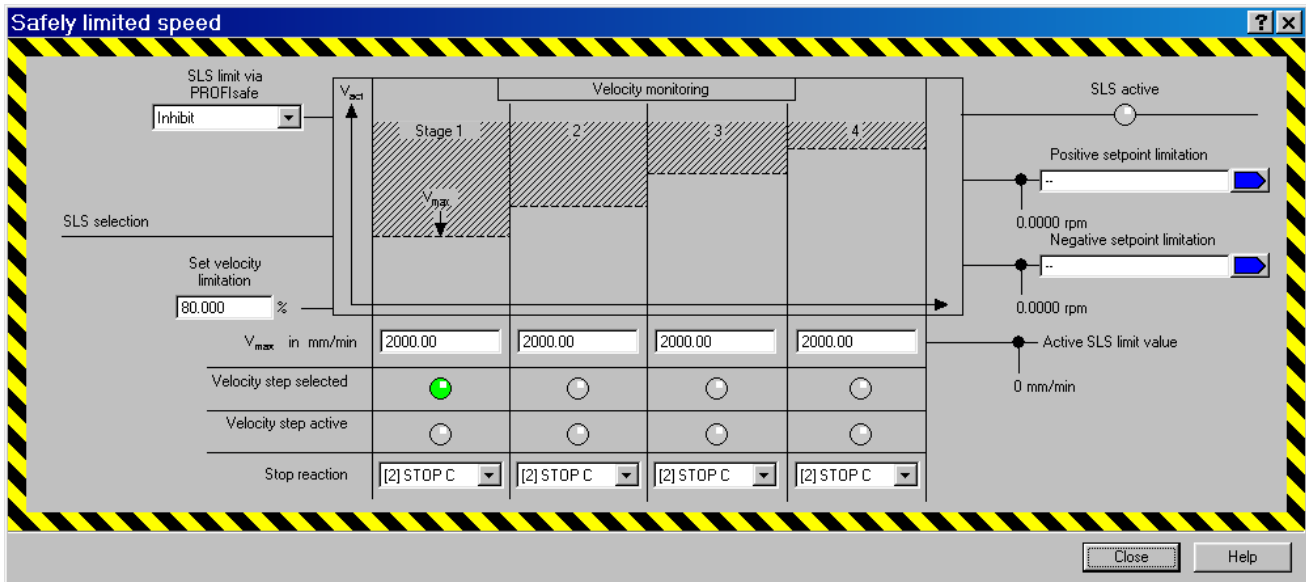 Safely limited speed
? x
SLS limit via
PROFIsafe
Inhibit
Vact
Velocity monitoring
Stage 1
2
3
4
Vmax
SLS active
Positive setpoint limitation
--
0.0000 rpm
SLS selection
Negative setpoint limitation
--
0.0000 rpm
Set velocity
limitation
80.000 %
Vmax in mm/min 2000.00 2000.00 2000.00 2000.00
Active SLS limit value
0 mm/min
Velocity step selected
Velocity step active
Stop reaction [2] STOP C [2] STOP C [2] STOP C [2] STOP C
Close Help